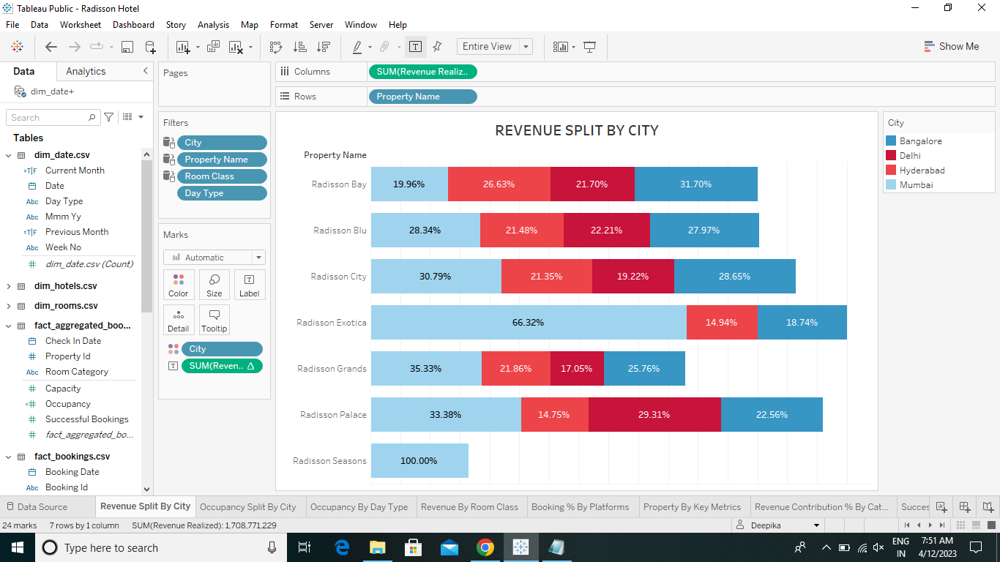 Tableau Public - Radisson Hotel
File Data Worksheet Dashboard Story Analysis Map Format Server Window Help
Entire View
Show Me
Data Analytics
dim_date+
Search
Tables
dim_date.csv
Current Month
Date
Abc Day Type
Abc Mmm Yy
Previous Month
Abc Week No
dim_date.csv (Count)
dim_hotels.csv
dim_rooms.csv
fact_aggregated_boo...
Check In Date
Property Id
Abc Room Category
Capacity
Occupancy
Successful Bookings
fact_aggregated_bo...
fact_bookings.csv
Booking Date
Abc Booking Id
Pages
Filters
City
Property Name
Room Class
Day Type
Marks
Automatic
Color Size Label
Detail Tooltip
City
SUM(Reven.. Δ
Columns SUM(Revenue Realiz..
Rows Property Name
REVENUE SPLIT BY CITY
Property Name
Radisson Bay 19.96% 26.63% 21.70% 31.70%
Radisson Blu 28.34% 21.48% 22.21% 27.97%
Radisson City 30.79% 21.35% 19.22% 28.65%
Radisson Exotica 66.32% 14.94% 18.74%
Radisson Grands 35.33% 21.86% 17.05% 25.76%
Radisson Palace 33.38% 14.75% 29.31% 22.56%
Radisson Seasons 100.00%
City
Bangalore
Delhi
Hyderabad
Mumbai
Data Source Revenue Split By City Occupancy Split By City Occupancy By Day Type Revenue By Room Class Booking % By Platforms Property By Key Metrics Revenue Contribution % By Cat... Succes
24 marks 7 rows by 1 column SUM(Revenue Realized): 1,708,771,229 Deepika
Type here to search
ENG
IN
7:51 AM
4/12/2023